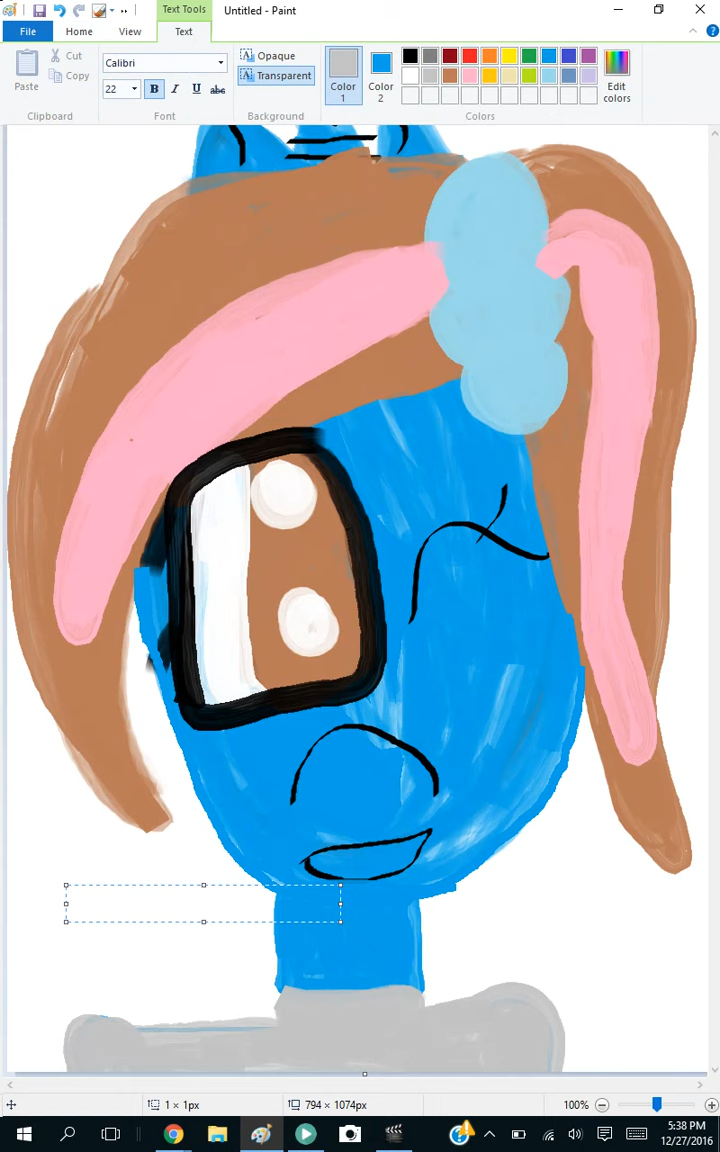 Text Tools
Untitled - Paint
File
Home
View
Text
Paste
Cut
Copy
Clipboard
Calibri
22
B I U abc
Font
Opaque
Transparent
Background
Color 1
Color 2
Edit colors
Colors
1 × 1px
794 × 1074px
100%
5:38 PM
12/27/2016